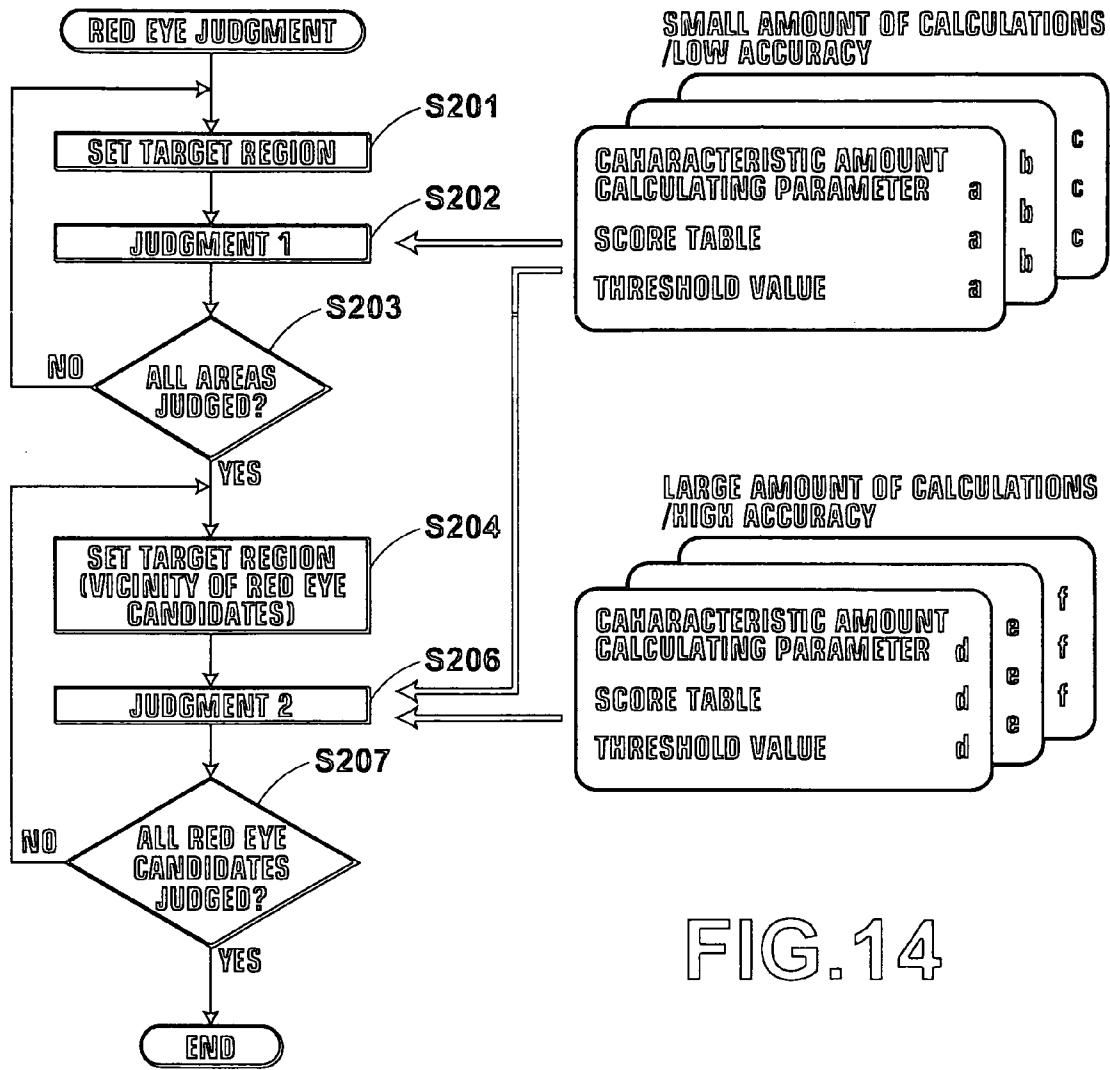 RED EYE JUDGMENT
S201
SET TARGET REGION
S202
JUDGMENT 1
S203
NO
ALL AREAS
JUDGED?
YES
S204
SET TARGET REGION
(VICINITY OF RED EYE
CANDIDATES)
S206
JUDGMENT 2
S207
NO
ALL RED EYE
CANDIDATES
JUDGED?
YES
END
SMALL AMOUNT OF CALCULATIONS
/LOW ACCURACY
CAHARACTERISTIC AMOUNT
CALCULATING PARAMETER a
SCORE TABLE a
THRESHOLD VALUE a
b
b
b
c
c
c
LARGE AMOUNT OF CALCULATIONS
/HIGH ACCURACY
CAHARACTERISTIC AMOUNT
CALCULATING PARAMETER d
SCORE TABLE d
THRESHOLD VALUE d
e
e
e
f
f
f
FIG.14